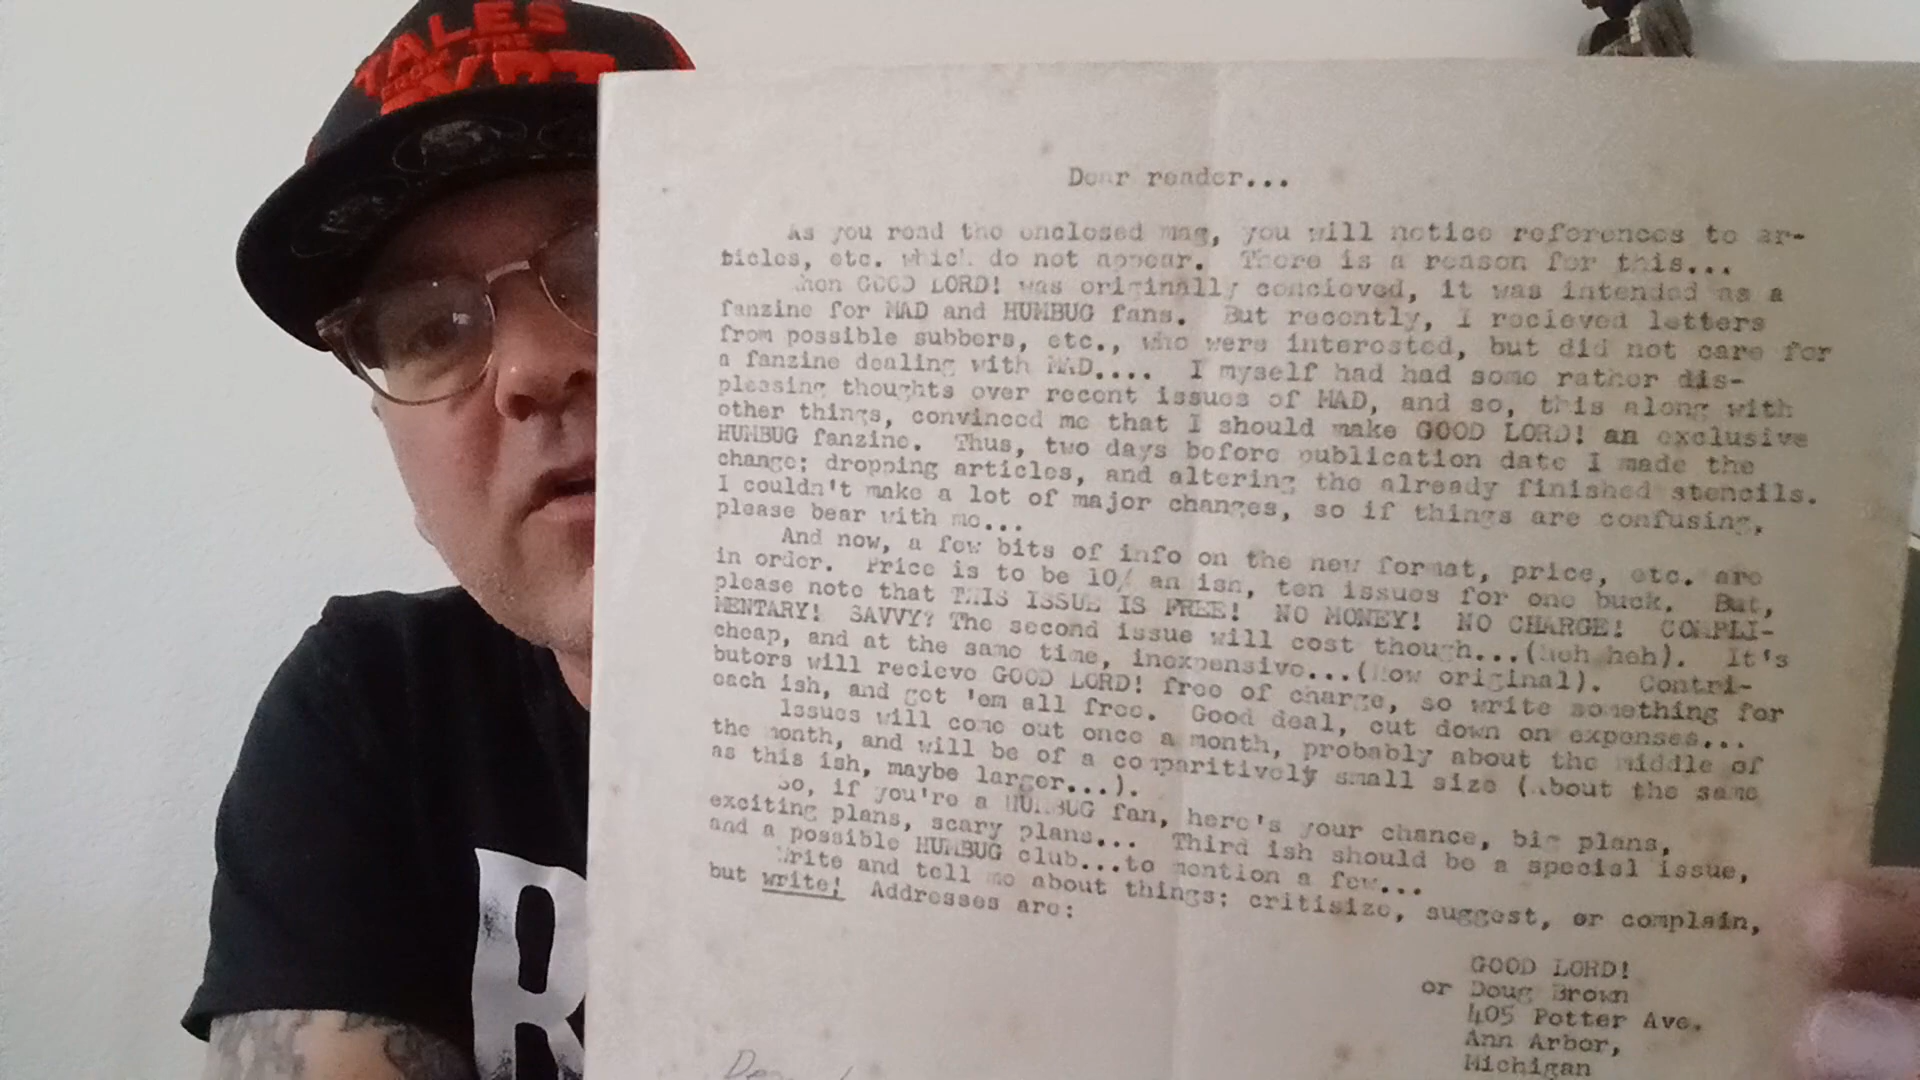 TALES
FROM THE
CRYPT
Dear reader...
As you read the enclosed mag, you will notice references to ar-
ticles, etc. which do not appear. There is a reason for this...
When GOOD LORD! was originally concieved, it was intended as a
fanzine for MAD and HUMBUG fans. But recently, I recieved letters
from possible subbers, etc., who were interested, but did not care for
a fanzine dealing with MAD.... I myself had had some rather dis-
pleasing thoughts over recent issues of MAD, and so, this along with
other things, convinced me that I should make GOOD LORD! an exclusive
HUMBUG fanzine. Thus, two days before publication date I made the
change; dropping articles, and altering the already finished stencils.
I couldn't make a lot of major changes, so if things are confusing,
please bear with me...
And now, a few bits of info on the new format, price, etc. are
in order. Price is to be 10/ an ish, ten issues for one buck. But,
please note that THIS ISSUE IS FREE! NO MONEY! NO CHARGE! COMPLI-
MENTARY! SAVVY? The second issue will cost though...(heh heh). It's
cheap, and at the same time, inexpensive...(how original). Contri-
butors will recieve GOOD LORD! free of charge, so write something for
each ish, and get 'em all free. Good deal, cut down on expenses...
Issues will come out once a month, probably about the middle of
the month, and will be of a comparitively small size (about the same
as this ish, maybe larger...).
So, if you're a HUMBUG fan, here's your chance, big plans,
exciting plans, scary plans... Third ish should be a special issue,
and a possible HUMBUG club...to mention a few...
Write and tell me about things; critisize, suggest, or complain,
but write! Addresses are:
GOOD LORD!
or Doug Brown
405 Potter Ave.
Ann Arbor,
Michigan
R